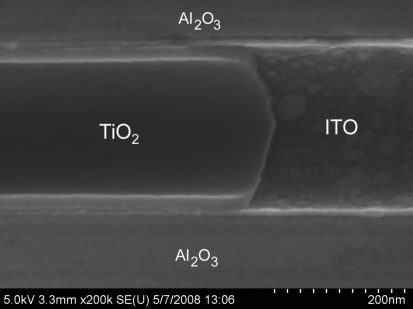 Al₂O₃
TiO₂ ITO
Al₂O₃
5.0kV 3.3mm x200k SE(U) 5/7/2008 13:06 200nm